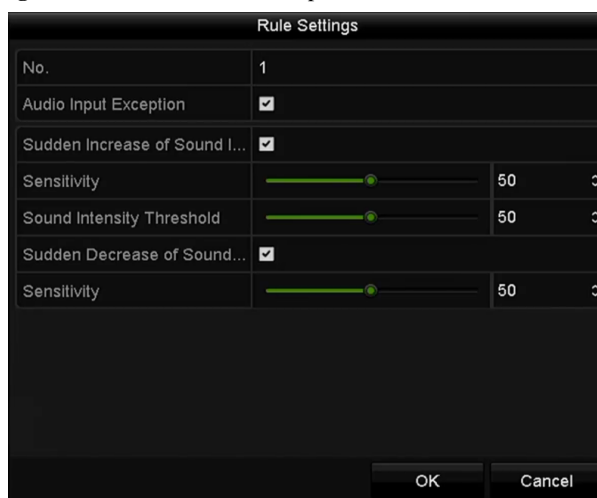 Rule Settings
No. 1
Audio Input Exception
Sudden Increase of Sound I...
Sensitivity 50
Sound Intensity Threshold 50
Sudden Decrease of Sound...
Sensitivity 50
OK Cancel